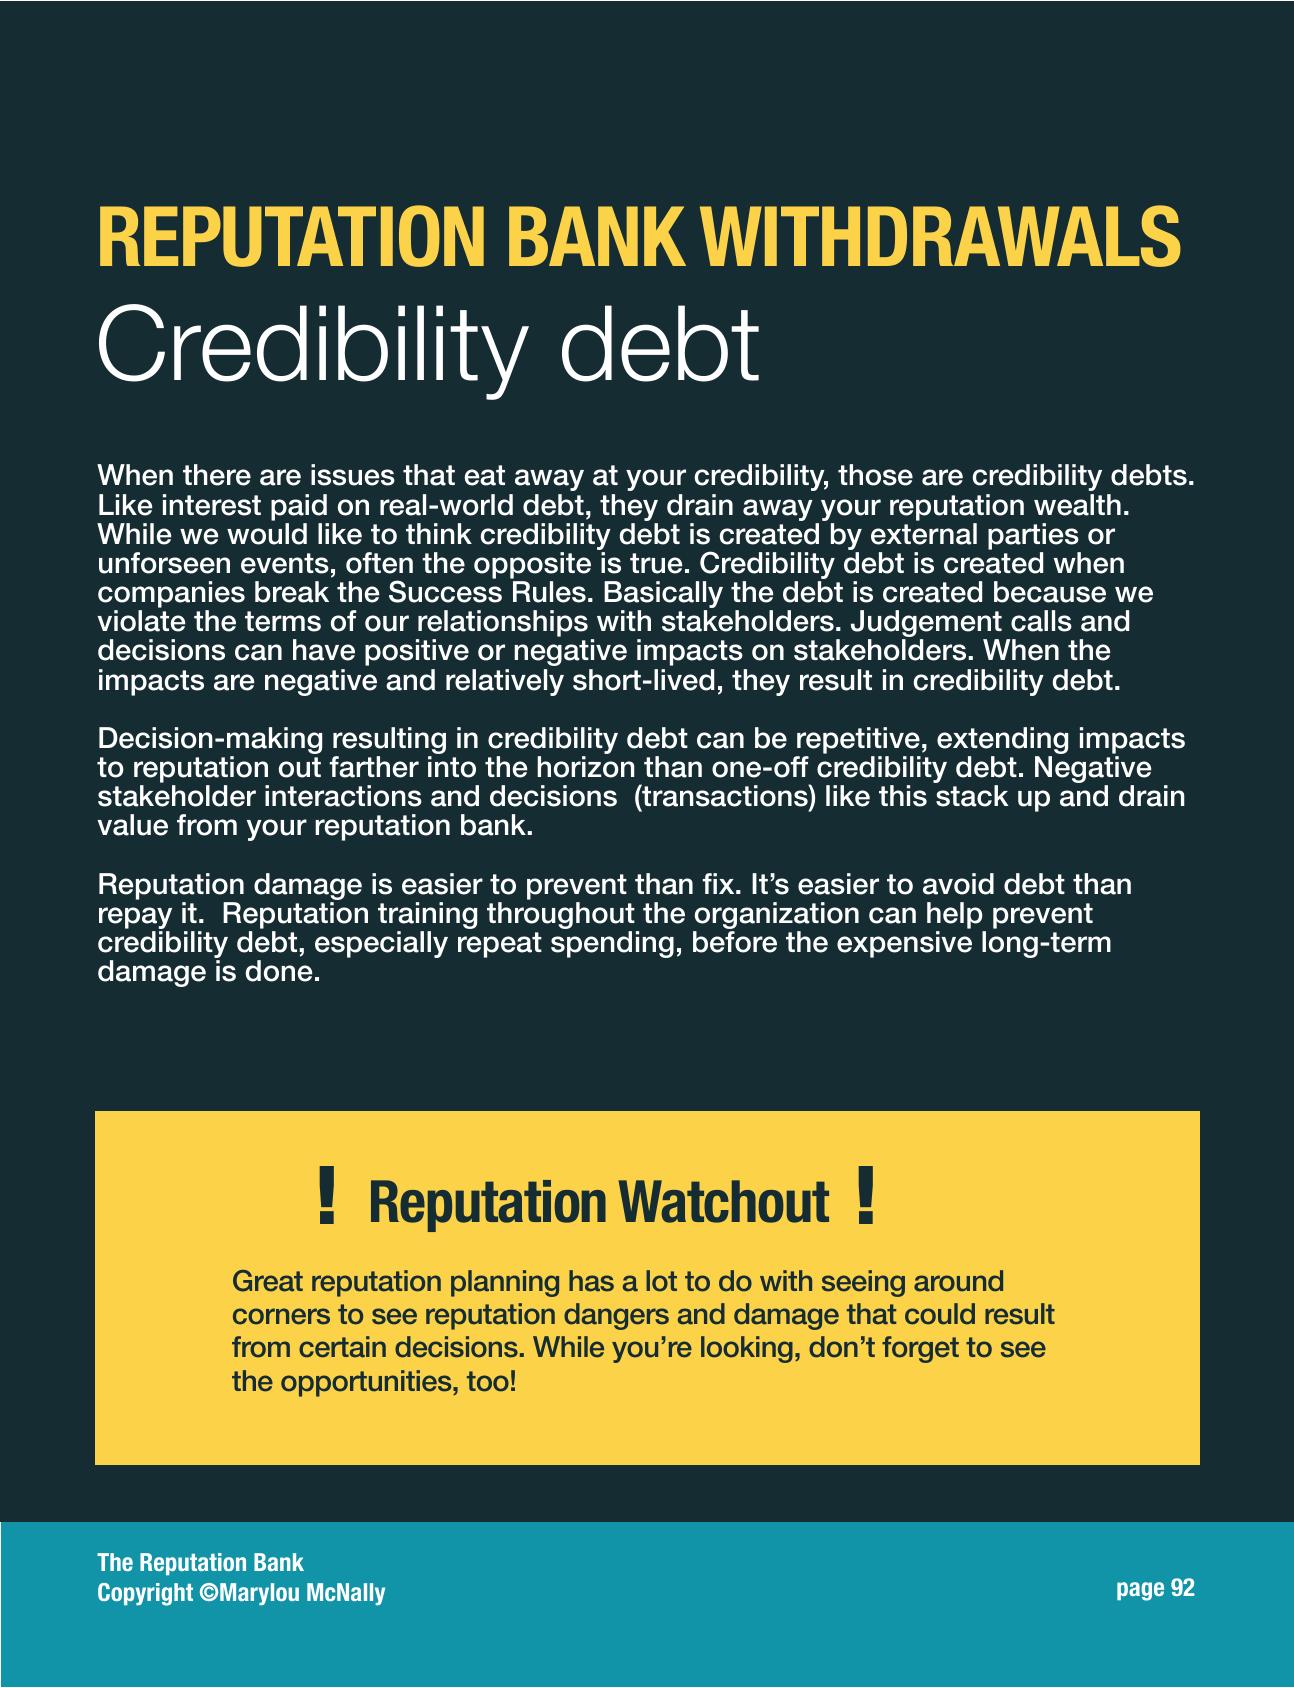 REPUTATION BANK WITHDRAWALS
Credibility debt
When there are issues that eat away at your credibility, those are credibility debts.
Like interest paid on real-world debt, they drain away your reputation wealth.
While we would like to think credibility debt is created by external parties or
unforseen events, often the opposite is true. Credibility debt is created when
companies break the Success Rules. Basically the debt is created because we
violate the terms of our relationships with stakeholders. Judgement calls and
decisions can have positive or negative impacts on stakeholders. When the
impacts are negative and relatively short-lived, they result in credibility debt.
Decision-making resulting in credibility debt can be repetitive, extending impacts
to reputation out farther into the horizon than one-off credibility debt. Negative
stakeholder interactions and decisions  (transactions) like this stack up and drain
value from your reputation bank.
Reputation damage is easier to prevent than fix. It’s easier to avoid debt than
repay it.  Reputation training throughout the organization can help prevent
credibility debt, especially repeat spending, before the expensive long-term
damage is done.
! Reputation Watchout !
Great reputation planning has a lot to do with seeing around
corners to see reputation dangers and damage that could result
from certain decisions. While you’re looking, don’t forget to see
the opportunities, too!
The Reputation Bank
Copyright ©Marylou McNally
page 92